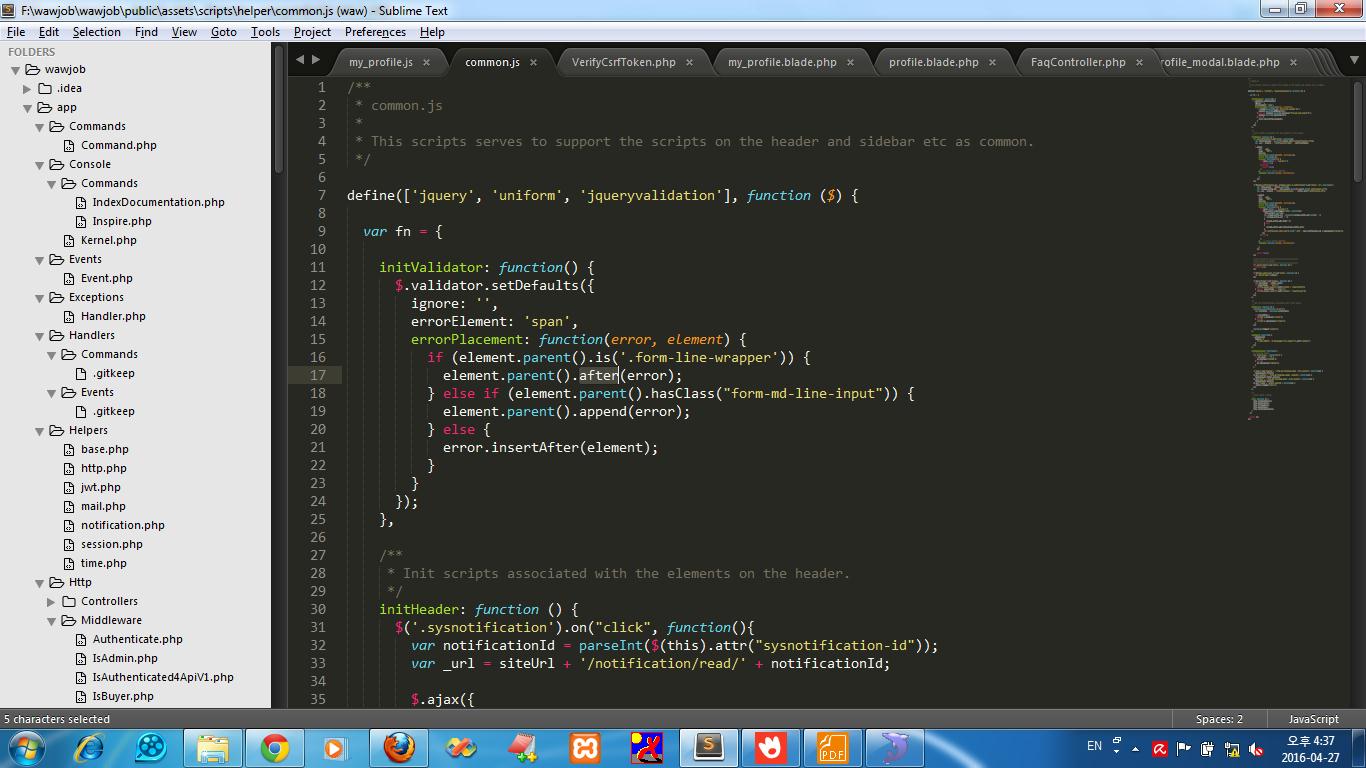 F:\wawjob\wawjob\public\assets\scripts\helper\common.js (waw) - Sublime Text
File Edit Selection Find View Goto Tools Project Preferences Help
FOLDERS
wawjob
.idea
app
Commands
Command.php
Console
Commands
IndexDocumentation.php
Inspire.php
Kernel.php
Events
Event.php
Exceptions
Handler.php
Handlers
Commands
.gitkeep
Events
.gitkeep
Helpers
base.php
http.php
jwt.php
mail.php
notification.php
session.php
time.php
Http
Controllers
Middleware
Authenticate.php
IsAdmin.php
IsAuthenticated4ApiV1.php
IsBuyer.php
my_profile.js × common.js × VerifyCsrfToken.php × my_profile.blade.php × profile.blade.php × FaqController.php × rofile_modal.blade.php ×
1 /**
2 * common.js
3 *
4 * This scripts serves to support the scripts on the header and sidebar etc as common.
5 */
6
7 define(['jquery', 'uniform', 'jqueryvalidation'], function ($) {
8
9 var fn = {
10
11 initValidator: function() {
12 $.validator.setDefaults({
13 ignore: '',
14 errorElement: 'span',
15 errorPlacement: function(error, element) {
16 if (element.parent().is('.form-line-wrapper')) {
17 element.parent().after(error);
18 } else if (element.parent().hasClass("form-md-line-input")) {
19 element.parent().append(error);
20 } else {
21 error.insertAfter(element);
22 }
23 }
24 });
25 },
26
27 /**
28 * Init scripts associated with the elements on the header.
29 */
30 initHeader: function () {
31 $('.sysnotification').on("click", function(){
32 var notificationId = parseInt($(this).attr("sysnotification-id"));
33 var _url = siteUrl + '/notification/read/' + notificationId;
34
35 $.ajax({
5 characters selected
Spaces: 2
JavaScript
PDF
EN
오후 4:37
2016-04-27